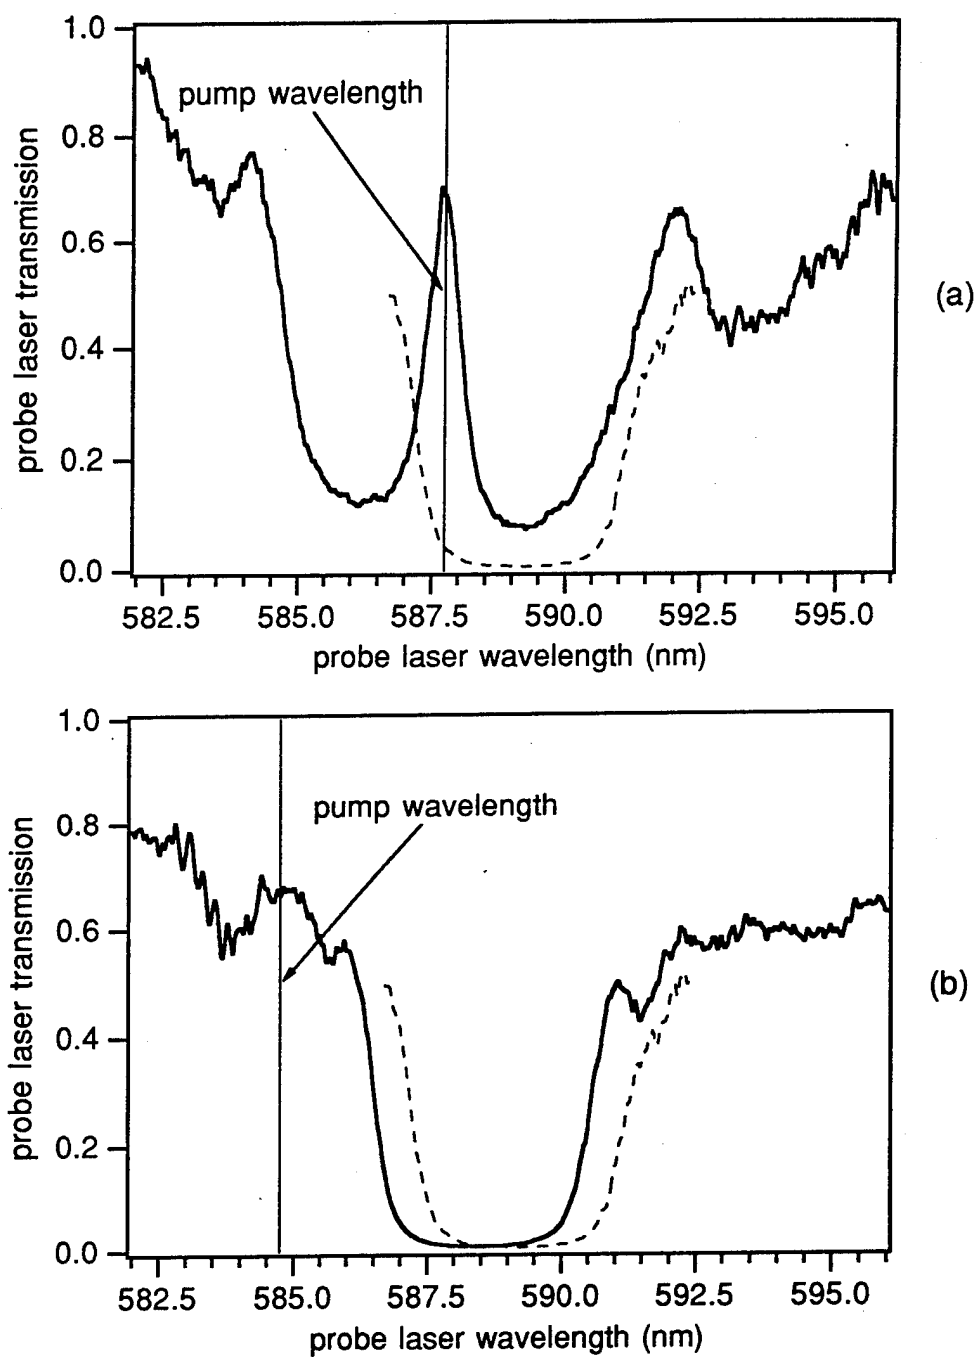 1.0
0.8
0.6
0.4
0.2
0.0
probe laser transmission
pump wavelength
(a)
582.5 585.0 587.5 590.0 592.5 595.0
probe laser wavelength (nm)
1.0
0.8
0.6
0.4
0.2
0.0
probe laser transmission
pump wavelength
(b)
582.5 585.0 587.5 590.0 592.5 595.0
probe laser wavelength (nm)